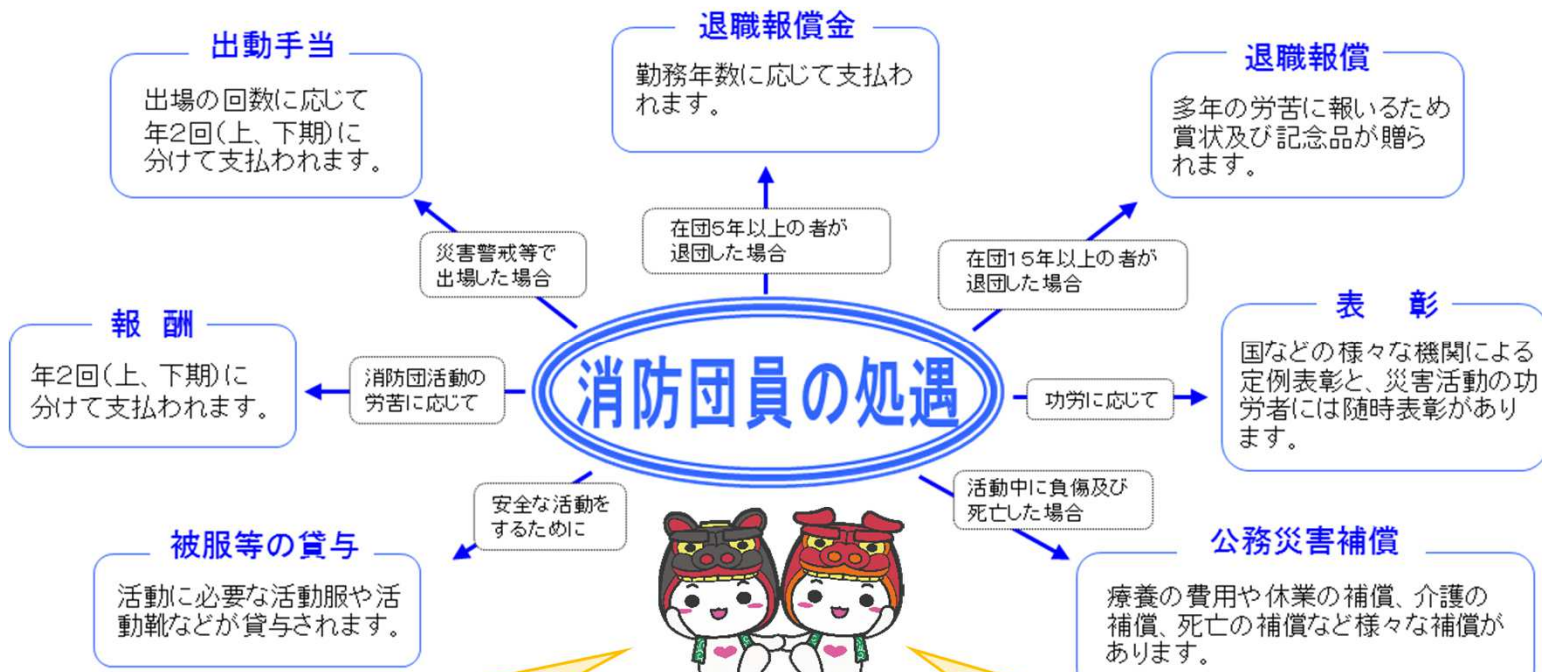 出動手当
出場の回数に応じて
年2回(上、下期)に
分けて支払われます。
退職報償金
勤務年数に応じて支払わ
れます。
退職報償
多年の労苦に報いるため
賞状及び記念品が贈ら
れます。
災害警戒等で
出場した場合
在団5年以上の者が
退団した場合
在団15年以上の者が
退団した場合
報 酬
年2回(上、下期)に
分けて支払われます。
消防団活動の
労苦に応じて
消防団員の処遇
功労に応じて
表 彰
国などの様々な機関による
定例表彰と、災害活動の功
労者には随時表彰があり
ます。
安全な活動を
するために
活動中に負傷及び
死亡した場合
被服等の貸与
活動に必要な活動服や活
動靴などが貸与されます。
公務災害補償
療養の費用や休業の補償、介護の
補償、死亡の補償など様々な補償が
あります。